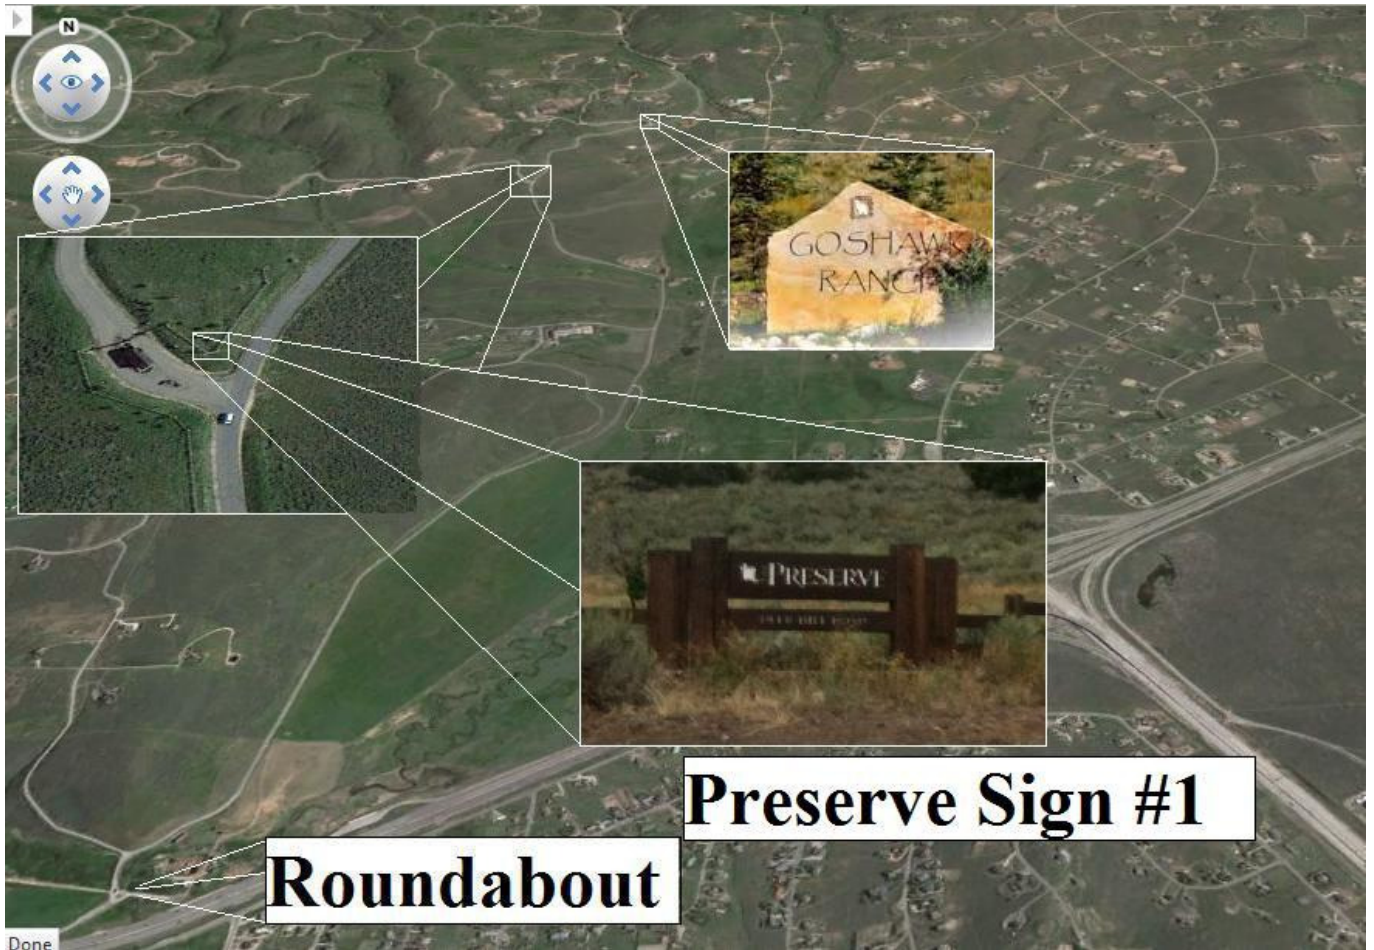 N
GOSHAWK
RANCH
PRESERVE
Preserve Sign #1
Roundabout
Done